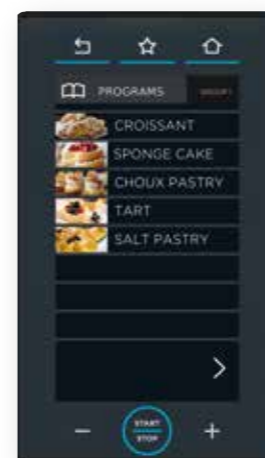 PROGRAMS
CROISSANT
SPONGE CAKE
CHOUX PASTRY
TART
SALT PASTRY
START
STOP